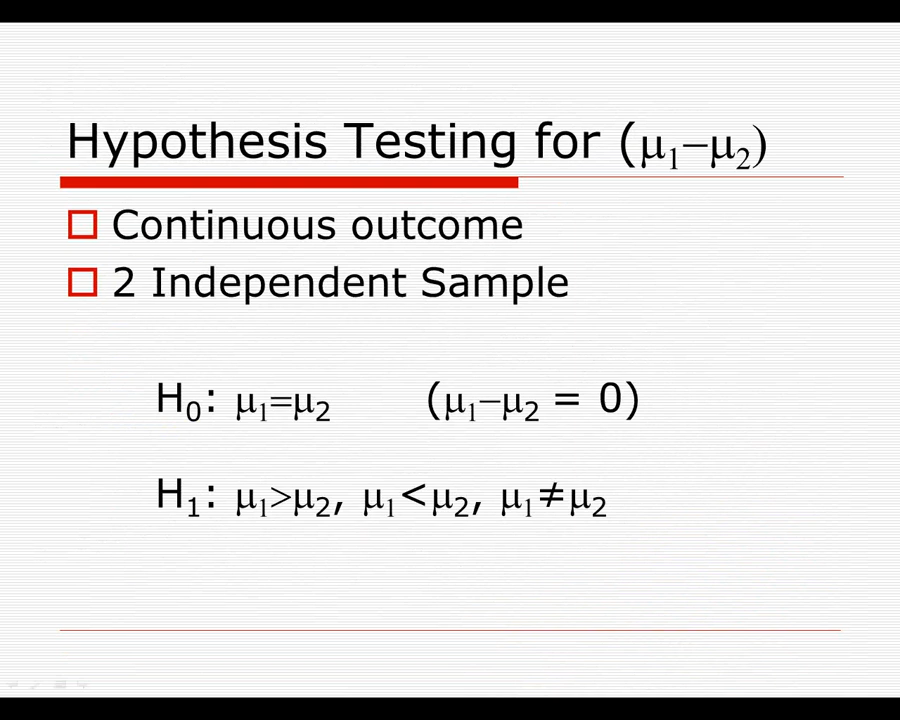 Hypothesis Testing for (μ₁−μ₂)
Continuous outcome
2 Independent Sample
H₀: μ₁=μ₂ (μ₁−μ₂ = 0)
H₁: μ₁>μ₂, μ₁<μ₂, μ₁≠μ₂